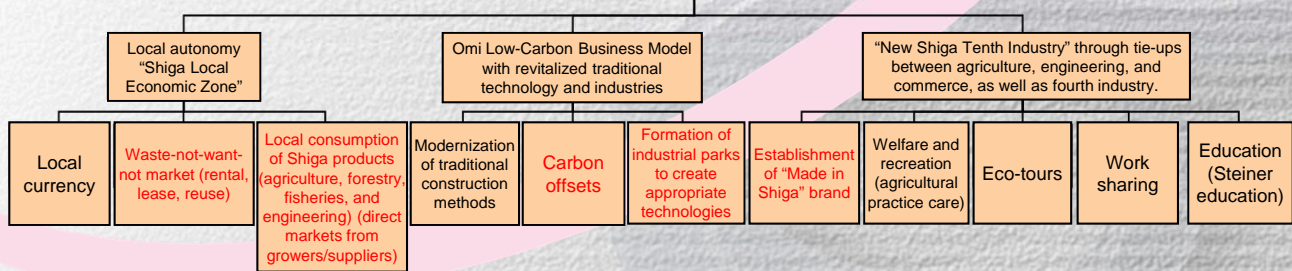 Local autonomy
“Shiga Local
Economic Zone”
Omi Low-Carbon Business Model
with revitalized traditional
technology and industries
“New Shiga Tenth Industry” through tie-ups
between agriculture, engineering, and
commerce, as well as fourth industry.
Local
currency
Waste-not-want-
not market (rental,
lease, reuse)
Local consumption
of Shiga products
(agriculture, forestry,
fisheries, and
engineering) (direct
markets from
growers/suppliers)
Modernization
of traditional
construction
methods
Carbon
offsets
Formation of
industrial parks
to create
appropriate
technologies
Establishment
of “Made in
Shiga” brand
Welfare and
recreation
(agricultural
practice care)
Eco-tours
Work
sharing
Education
(Steiner
education)